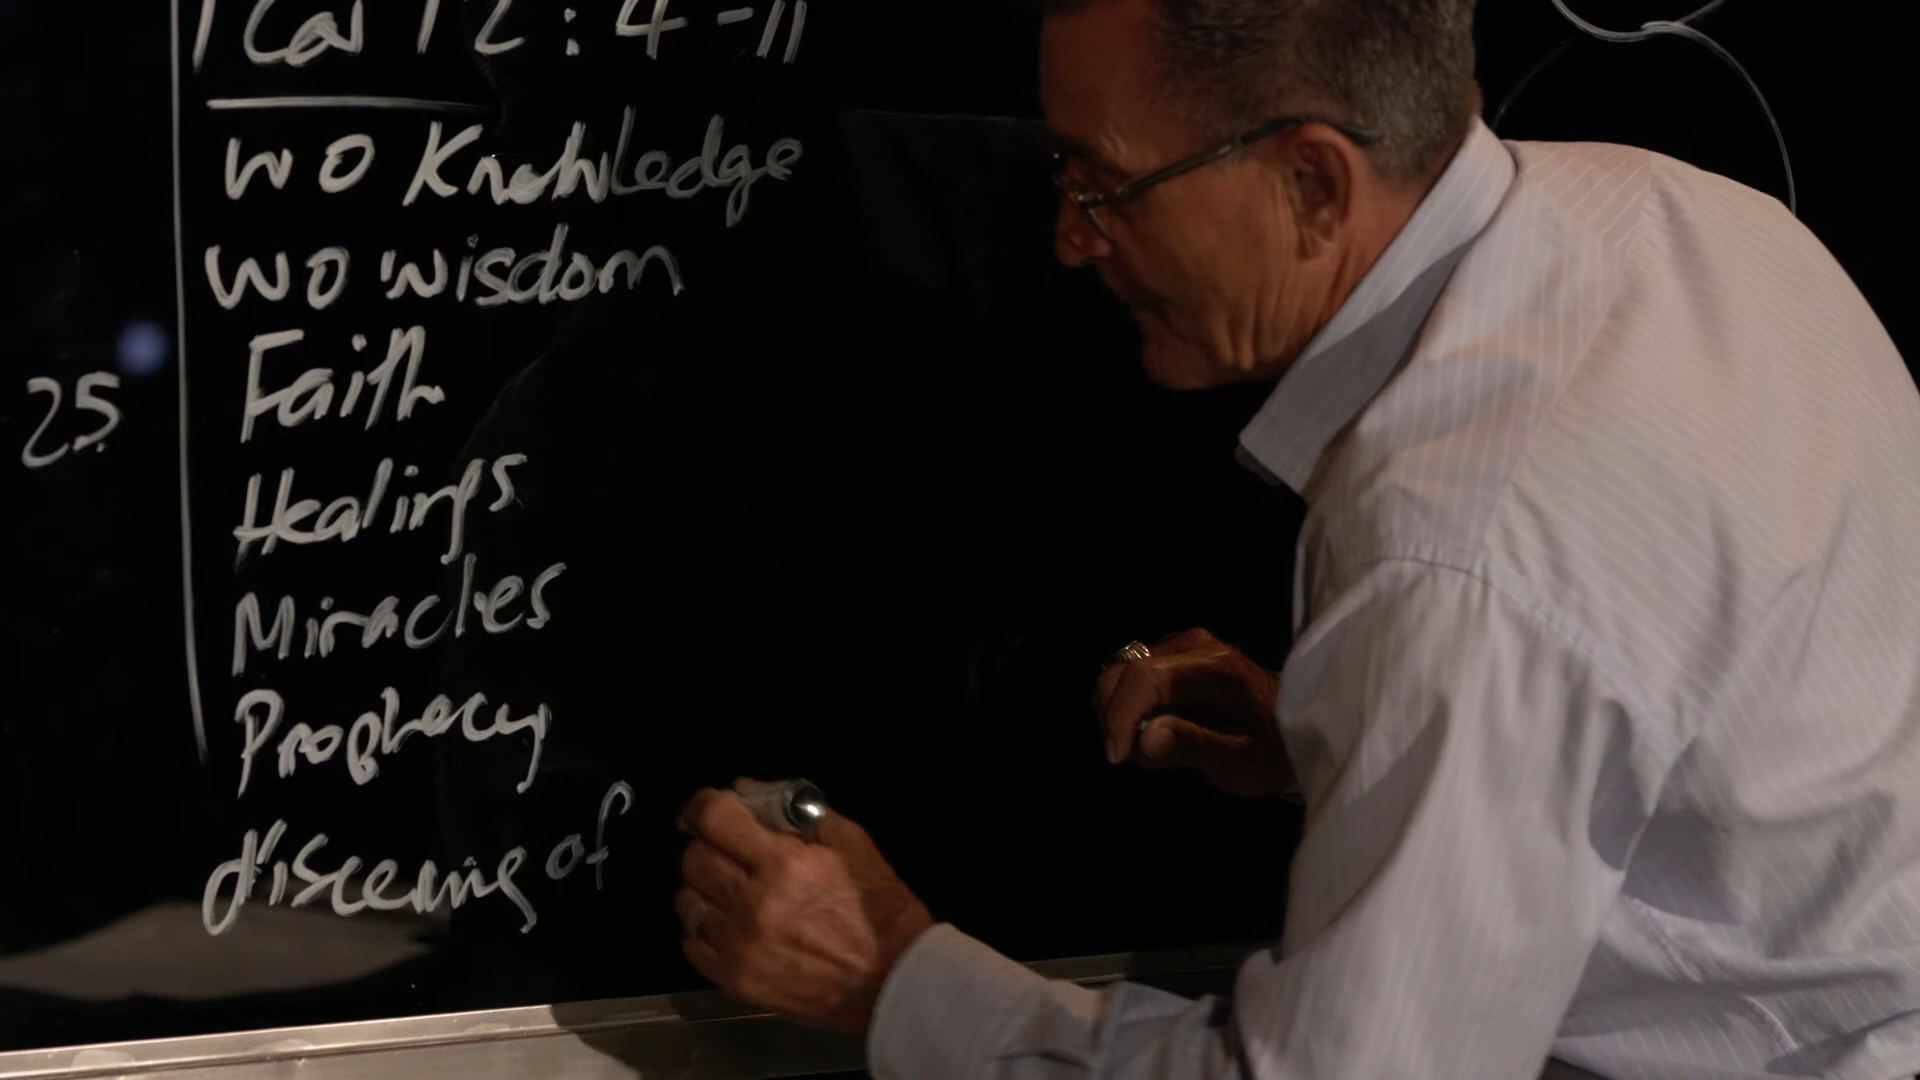 1 Cor 12:4-11
WO Knowledge
WO wisdom
Faith
25
Healings
Miracles
Prophecy
discerning of